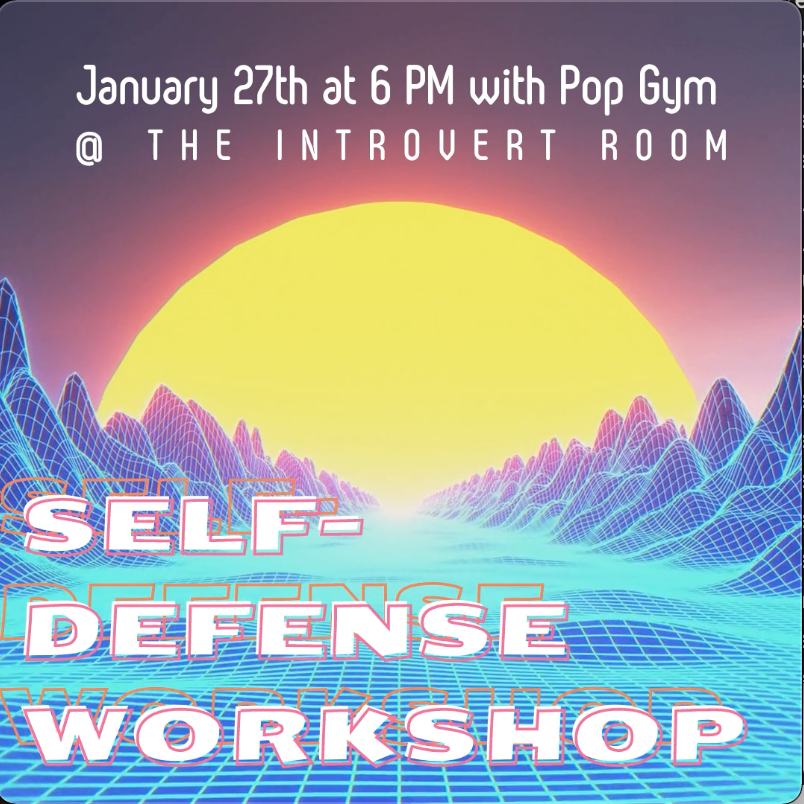 January 27th at 6 PM with Pop Gym
@ THE INTROVERT ROOM
SELF-
DEFENSE
WORKSHOP